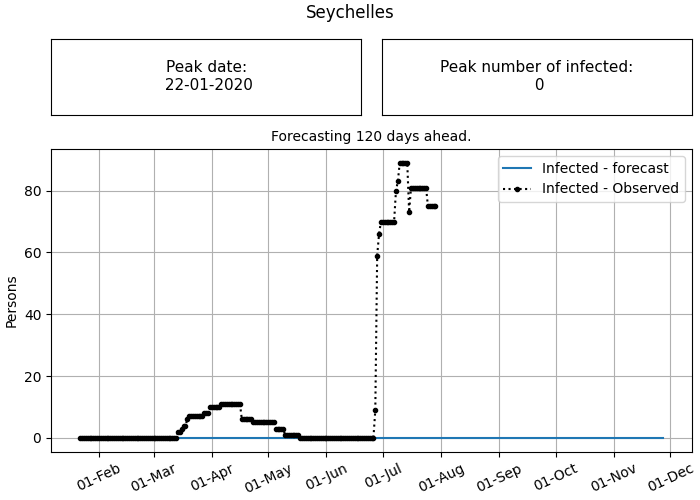 Seychelles
Peak date:
22-01-2020
Peak number of infected:
0
Forecasting 120 days ahead.
Infected - forecast
Infected - Observed
Persons
80
60
40
20
0
01-Feb
01-Mar
01-Apr
01-May
01-Jun
01-Jul
01-Aug
01-Sep
01-Oct
01-Nov
01-Dec